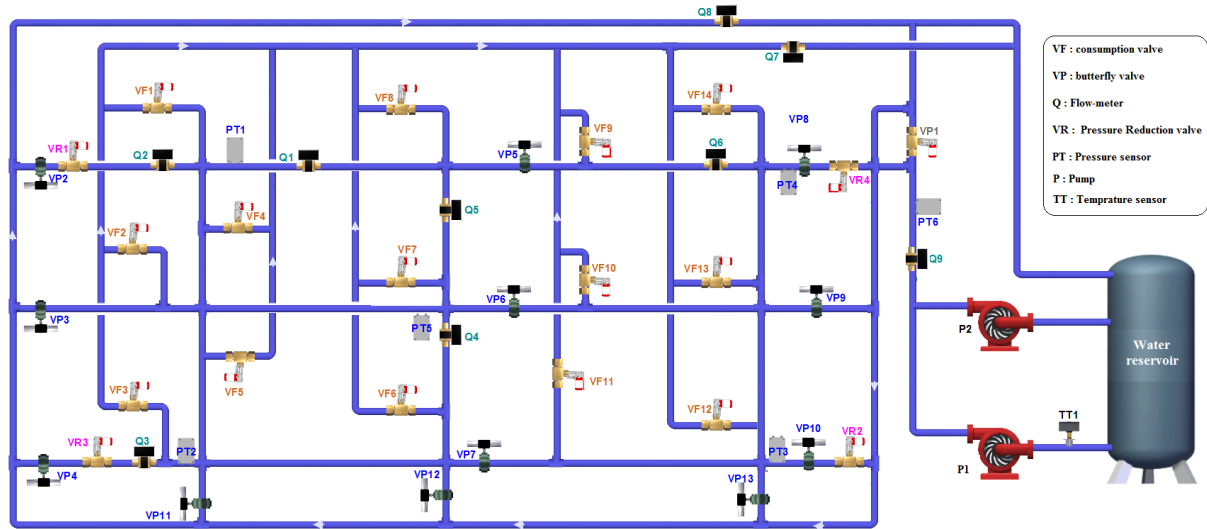 Q8
Q7
VF : consumption valve
VP : butterfly valve
Q : Flow-meter
VR : Pressure Reduction valve
PT : Pressure sensor
P : Pump
TT : Temprature sensor
VF1
VF8
VF14
VP8
PT1
VF9
VP1
VR1
Q2
Q1
VP5
Q6
VP2
PT4
VR4
VF4
Q5
PT6
VF2
VF7
VF10
VF13
Q9
VP3
VP6
VP9
PT5
Q4
P2
Water
reservoir
VF5
VF11
VF3
VF6
VF12
TT1
VR3
Q3
PT2
VP10
VR2
VP4
VP7
PT3
P1
VP12
VP13
VP11